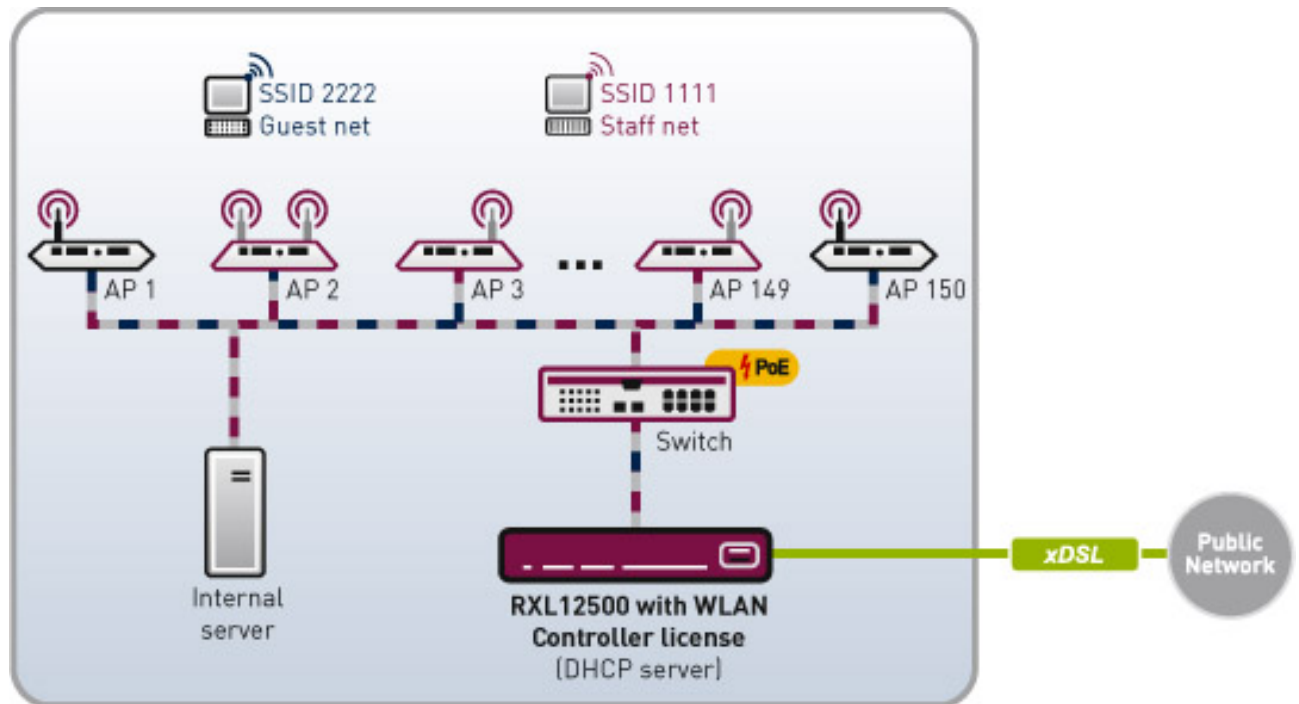 SSID 2222
Guest net
SSID 1111
Staff net
AP 1
AP 2
AP 3
...
AP 149
AP 150
PoE
Switch
Internal
server
RXL12500 with WLAN
Controller license
(DHCP server)
xDSL
Public
Network